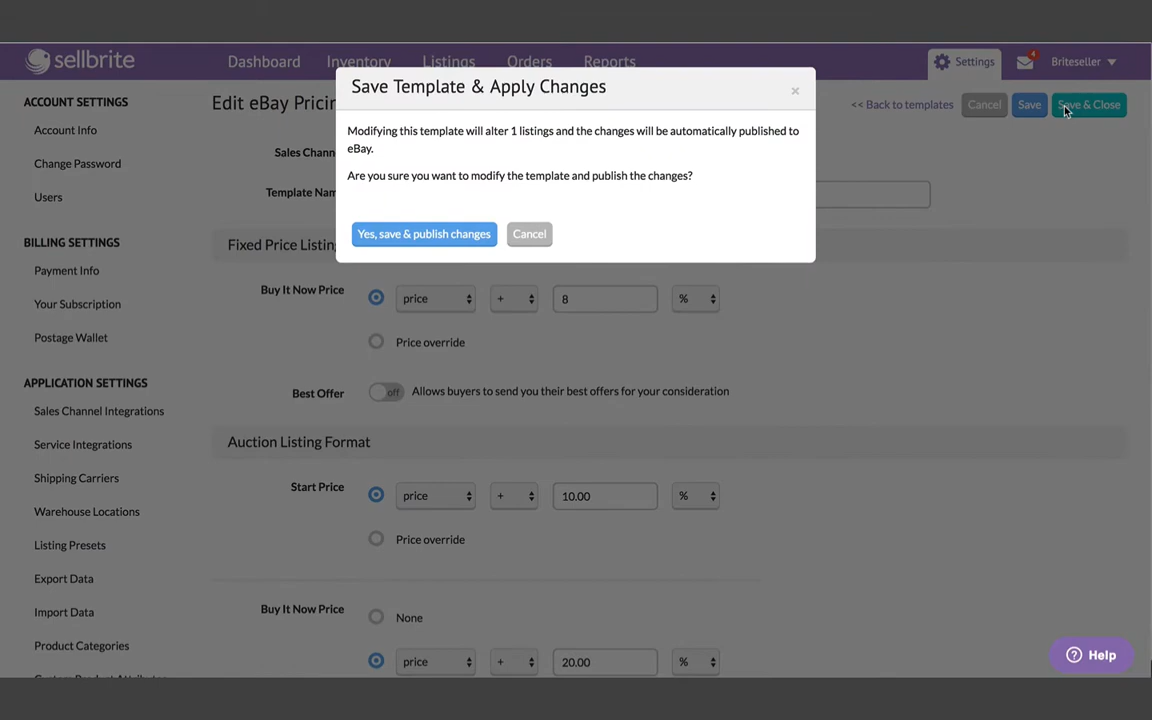 sellbrite
Dashboard Inventory Listings Orders Reports
Settings 4 Briteseller
ACCOUNT SETTINGS
Account Info
Change Password
Users
BILLING SETTINGS
Payment Info
Your Subscription
Postage Wallet
APPLICATION SETTINGS
Sales Channel Integrations
Service Integrations
Shipping Carriers
Warehouse Locations
Listing Presets
Export Data
Import Data
Product Categories
Edit eBay
<< Back to templates Cancel Save Save & Close
Save Template & Apply Changes ×
Modifying this template will alter 1 listings and the changes will be automatically published to
eBay.
Are you sure you want to modify the template and publish the changes?
Yes, save & publish changes Cancel
Sales
Template
Fixed Price
Buy It Now Price price + 8 %
Price override
Best Offer off Allows buyers to send you their best offers for your consideration
Auction Listing Format
Start Price price + 10.00 %
Price override
Buy It Now Price None
price + 20.00 %
? Help